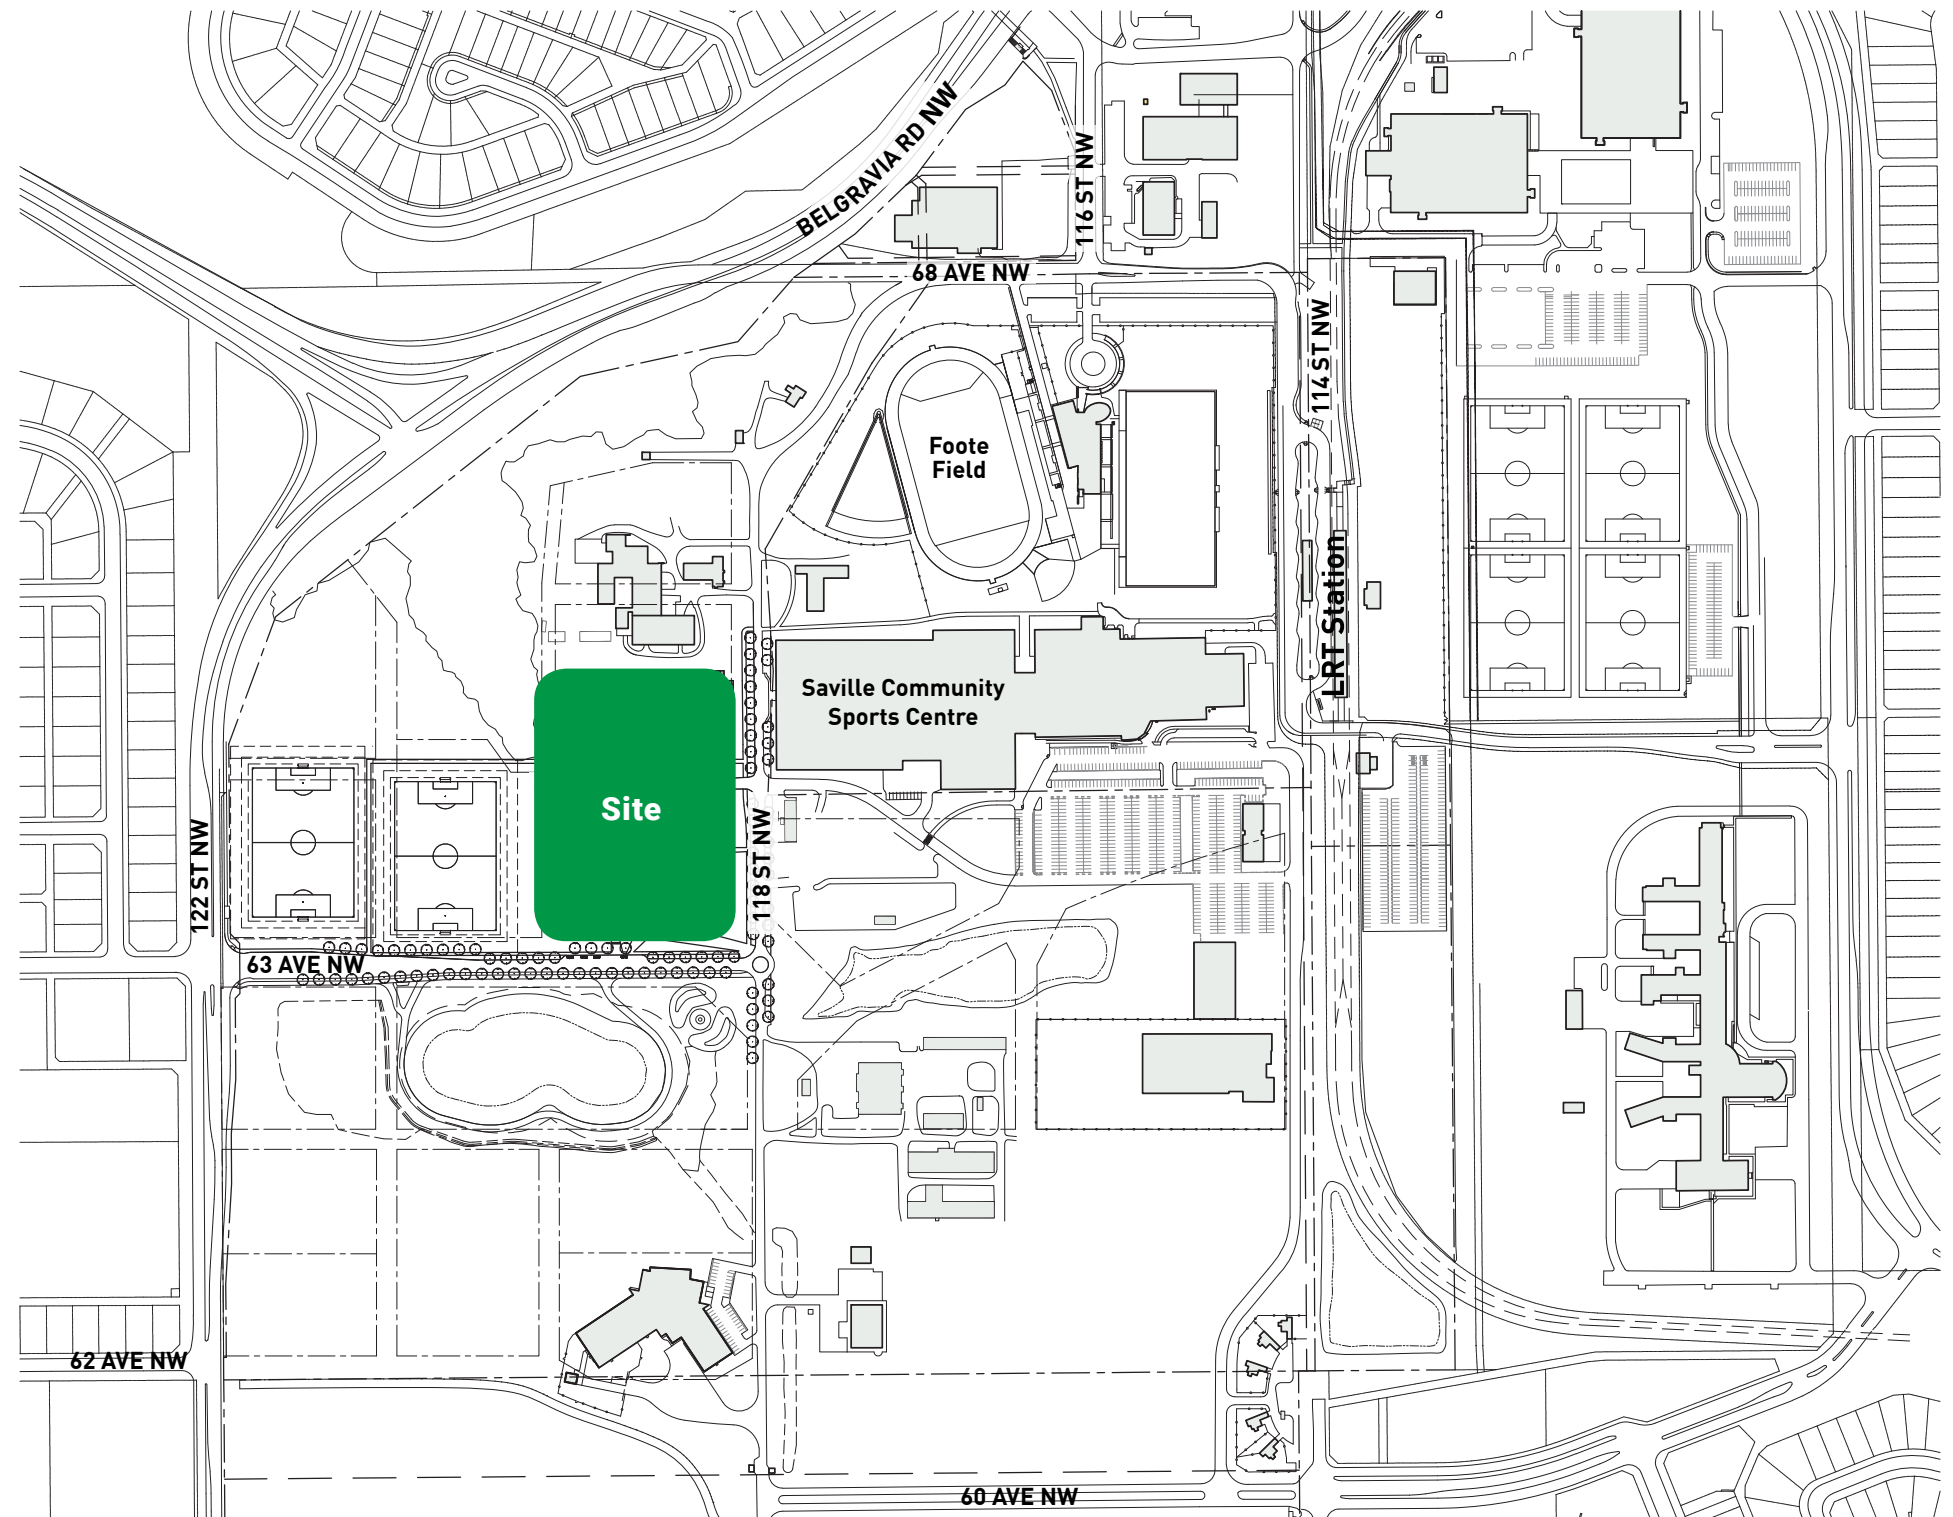 BELGRAVIA RD NW
116 ST NW
68 AVE NW
114 ST NW
Foote
Field
LRT Station
Saville Community
Sports Centre
Site
118 ST NW
122 ST NW
63 AVE NW
62 AVE NW
60 AVE NW